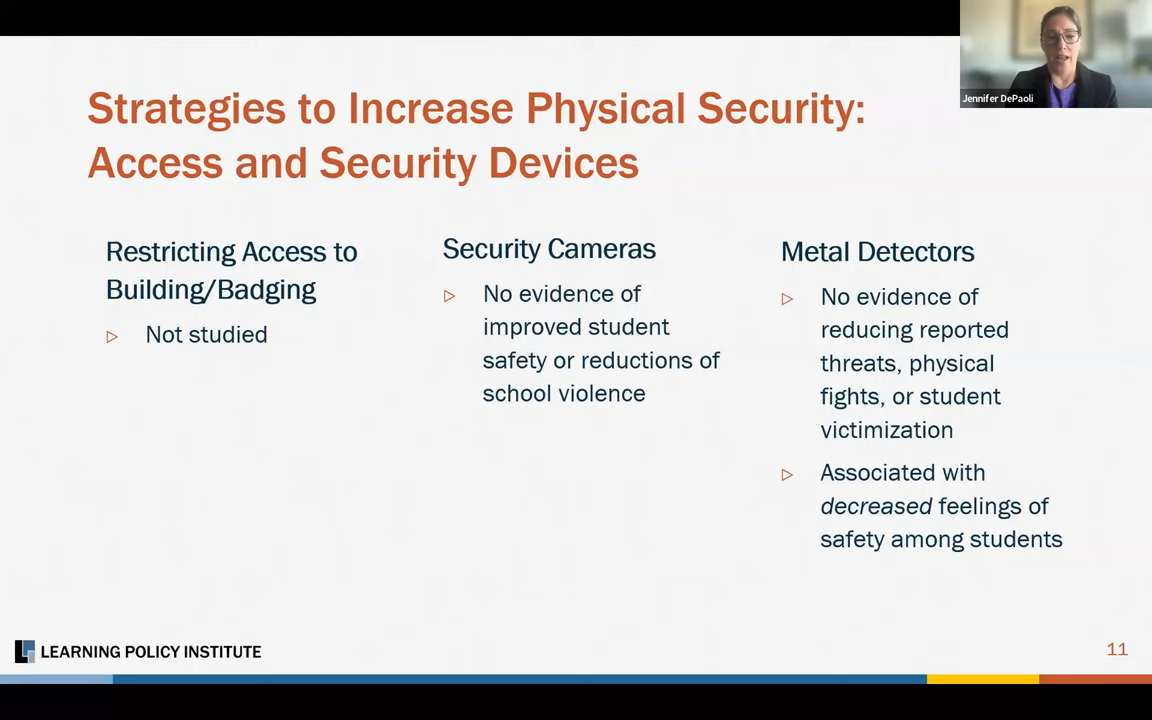 Jennifer DePaoli
Strategies to Increase Physical Security:
Access and Security Devices
Restricting Access to
Building/Badging
Not studied
Security Cameras
No evidence of
improved student
safety or reductions of
school violence
Metal Detectors
No evidence of
reducing reported
threats, physical
fights, or student
victimization
Associated with
decreased feelings of
safety among students
LEARNING POLICY INSTITUTE
11